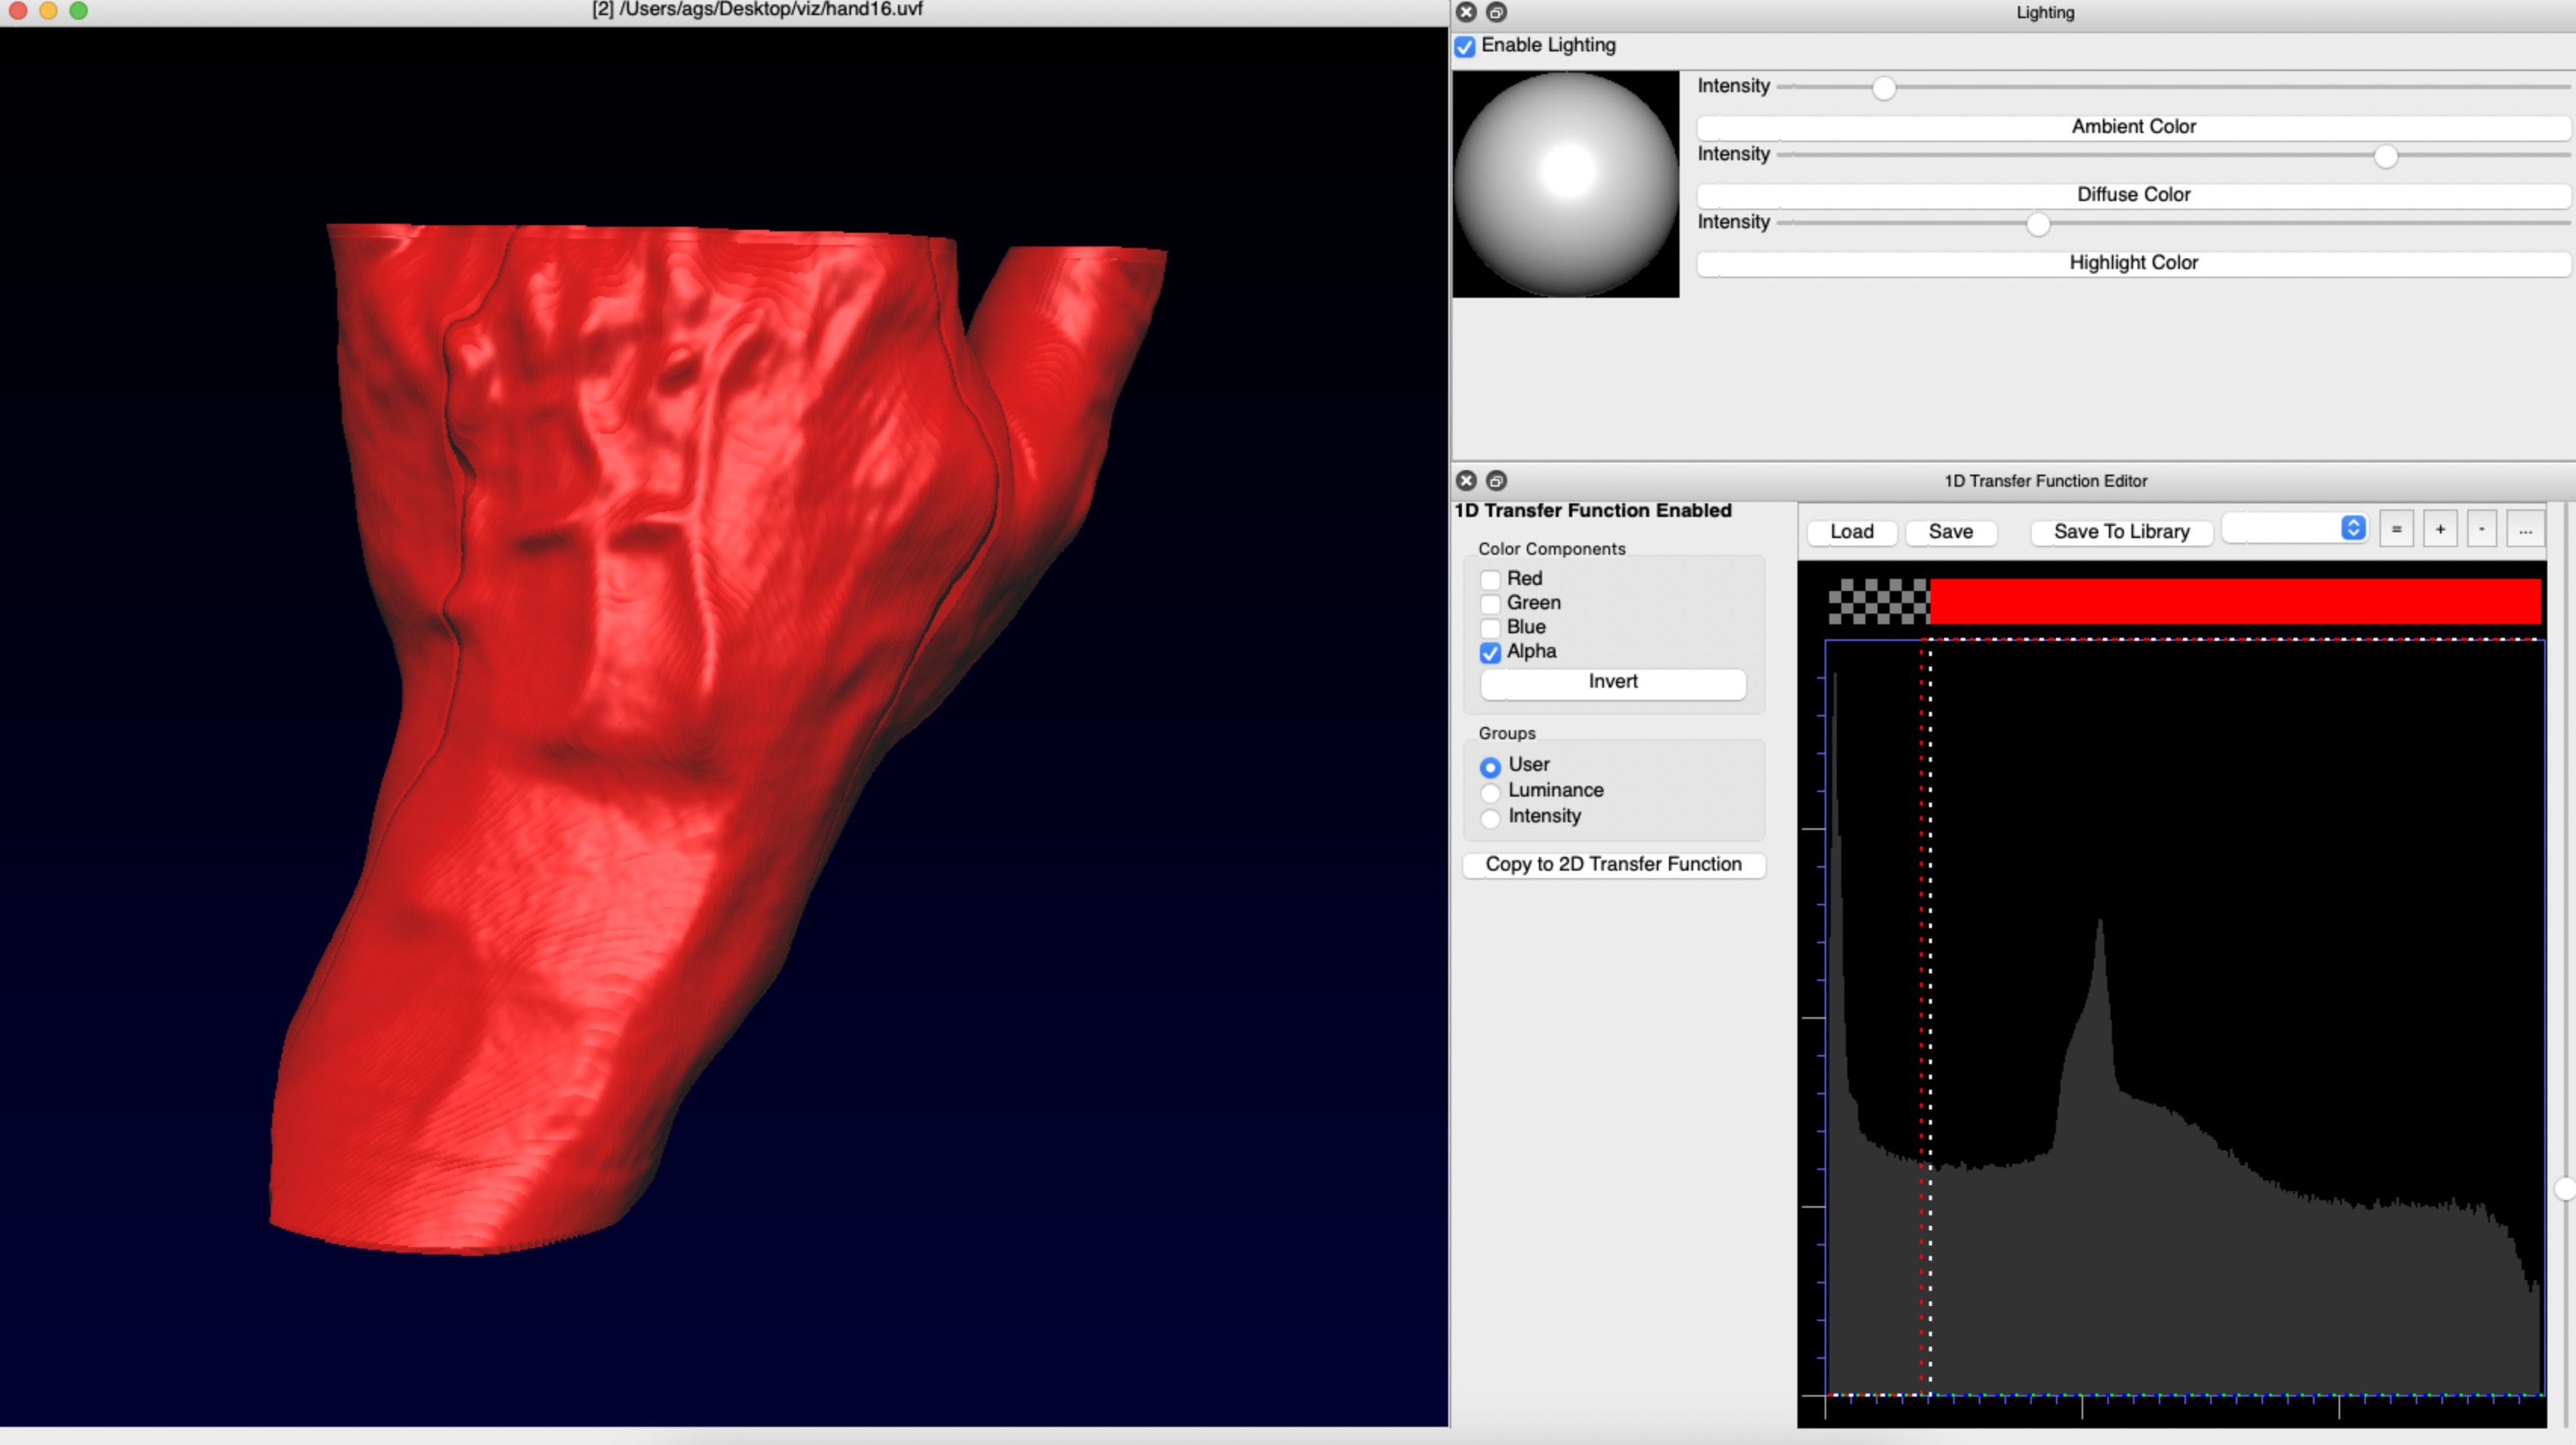 [2] /Users/ags/Desktop/viz/hand16.uvf
Lighting
Enable Lighting
Intensity
Ambient Color
Intensity
Diffuse Color
Intensity
Highlight Color
1D Transfer Function Editor
1D Transfer Function Enabled
Color Components
Red
Green
Blue
Alpha
Invert
Groups
User
Luminance
Intensity
Copy to 2D Transfer Function
Load Save Save To Library = + - ...